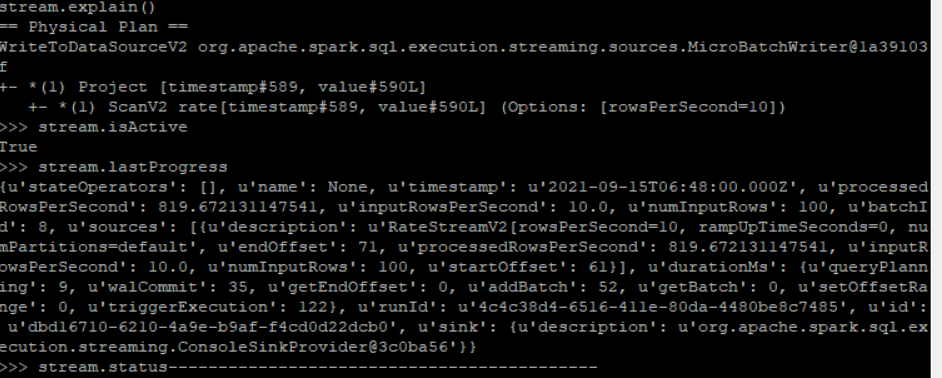 stream.explain()
== Physical Plan ==
WriteToDataSourceV2 org.apache.spark.sql.execution.streaming.sources.MicroBatchWriter@1a39103
f
+- *(1) Project [timestamp#589, value#590L]
   +- *(1) ScanV2 rate[timestamp#589, value#590L] (Options: [rowsPerSecond=10])
>>> stream.isActive
True
>>> stream.lastProgress
{u'stateOperators': [], u'name': None, u'timestamp': u'2021-09-15T06:48:00.000Z', u'processed
RowsPerSecond': 819.672131147541, u'inputRowsPerSecond': 10.0, u'numInputRows': 100, u'batchI
d': 8, u'sources': [{u'description': u'RateStreamV2[rowsPerSecond=10, rampUpTimeSeconds=0, nu
mPartitions=default', u'endOffset': 71, u'processedRowsPerSecond': 819.672131147541, u'inputR
owsPerSecond': 10.0, u'numInputRows': 100, u'startOffset': 61}], u'durationMs': {u'queryPlann
ing': 9, u'walCommit': 35, u'getEndOffset': 0, u'addBatch': 52, u'getBatch': 0, u'setOffsetRa
nge': 0, u'triggerExecution': 122}, u'runId': u'4c4c38d4-6516-411e-80da-4480be8c7485', u'id':
 u'dbd16710-6210-4a9e-b9af-f4cd0d22dcb0', u'sink': {u'description': u'org.apache.spark.sql.ex
ecution.streaming.ConsoleSinkProvider@3c0ba56'}}
>>> stream.status-------------------------------------------